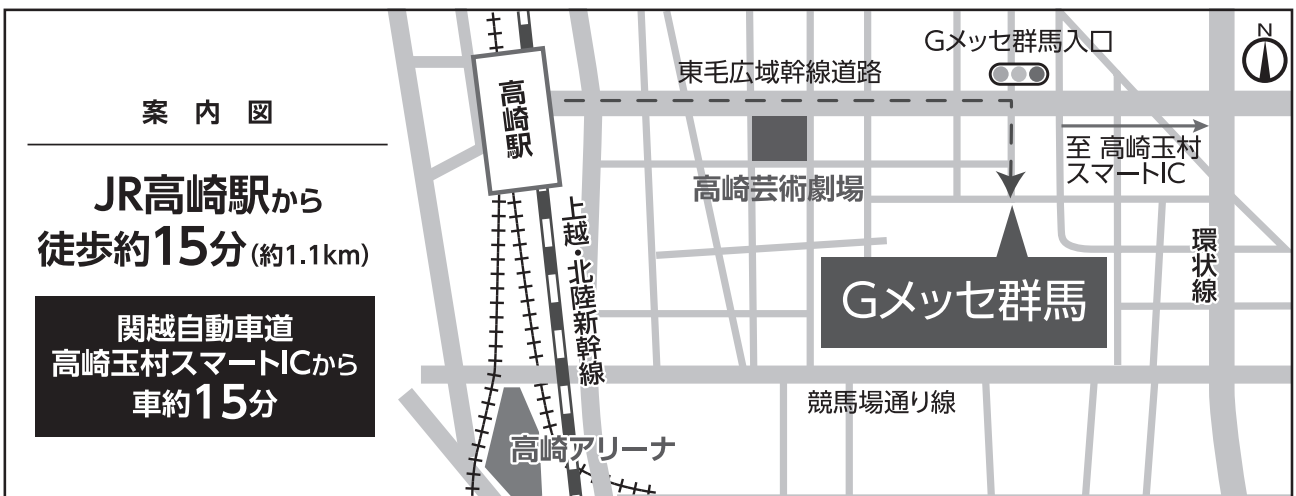 案内図
JR高崎駅から
徒歩約15分(約1.1km)
関越自動車道
高崎玉村スマートICから
車約15分
高崎駅
上越・北陸新幹線
東毛広域幹線道路
Gメッセ群馬入口
N
至 高崎玉村
スマートIC
高崎芸術劇場
環状線
Gメッセ群馬
競馬場通り線
高崎アリーナ